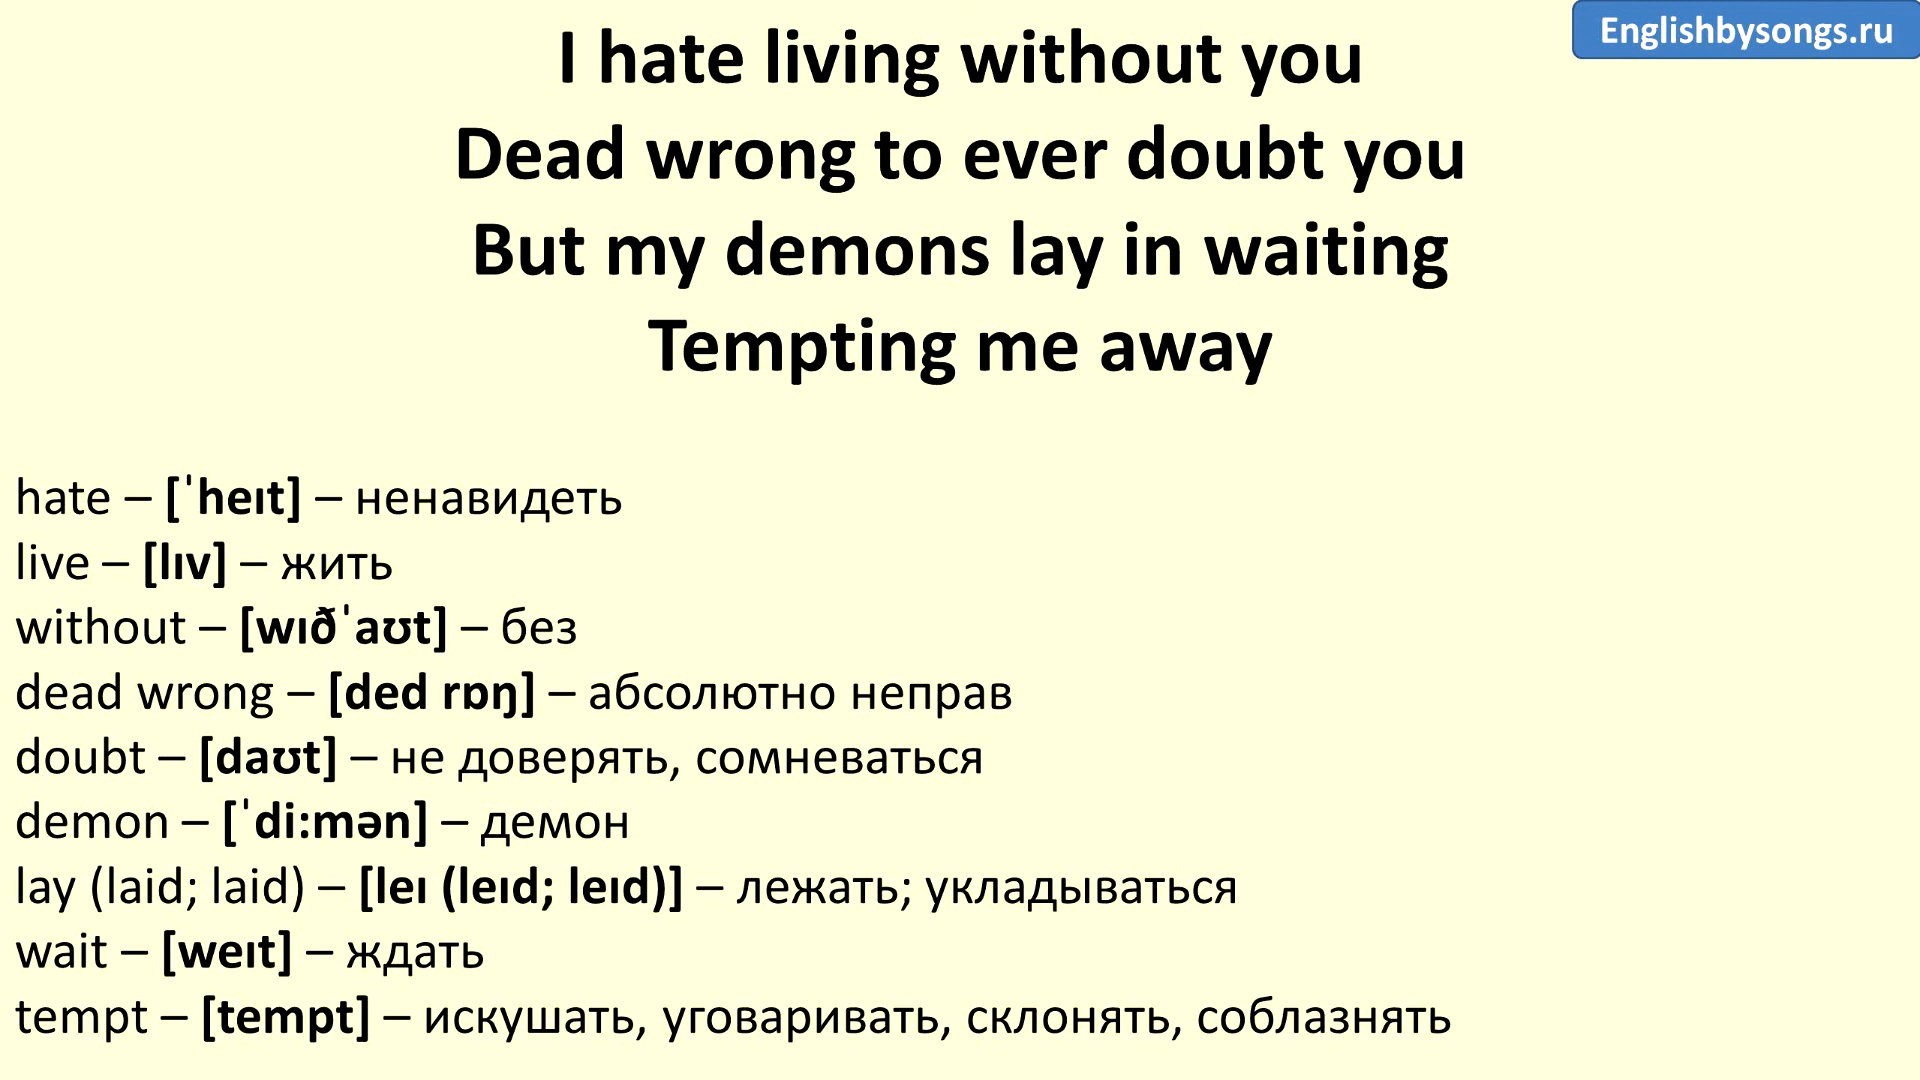 Englishbysongs.ru
I hate living without you
Dead wrong to ever doubt you
But my demons lay in waiting
Tempting me away
hate – [ˈheɪt] – ненавидеть
live – [lɪv] – жить
without – [wɪðˈaʊt] – без
dead wrong – [ded rɒŋ] – абсолютно неправ
doubt – [daʊt] – не доверять, сомневаться
demon – [ˈdi:mən] – демон
lay (laid; laid) – [leɪ (leɪd; leɪd)] – лежать; укладываться
wait – [weɪt] – ждать
tempt – [tempt] – искушать, уговаривать, склонять, соблазнять